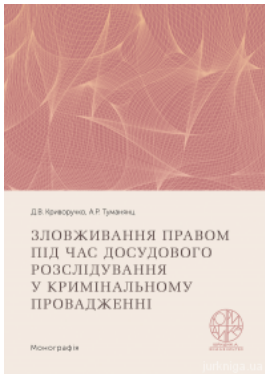 Д.В. Криворучко, А.Р. Туманянц
ЗЛОВЖИВАННЯ ПРАВОМ
ПІД ЧАС ДОСУДОВОГО
РОЗСЛІДУВАННЯ
У КРИМІНАЛЬНОМУ
ПРОВАДЖЕННІ
Монографія